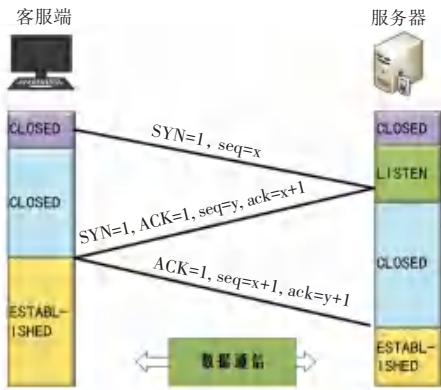 客服端
服务器
CLOSED
SYN=1, seq=x
CLOSED
LISTEN
CLOSED
SYN=1, ACK=1, seq=y, ack=x+1
CLOSED
ACK=1, seq=x+1, ack=y+1
ESTABL-
ISHED
数据通信
ESTABL-
ISHED